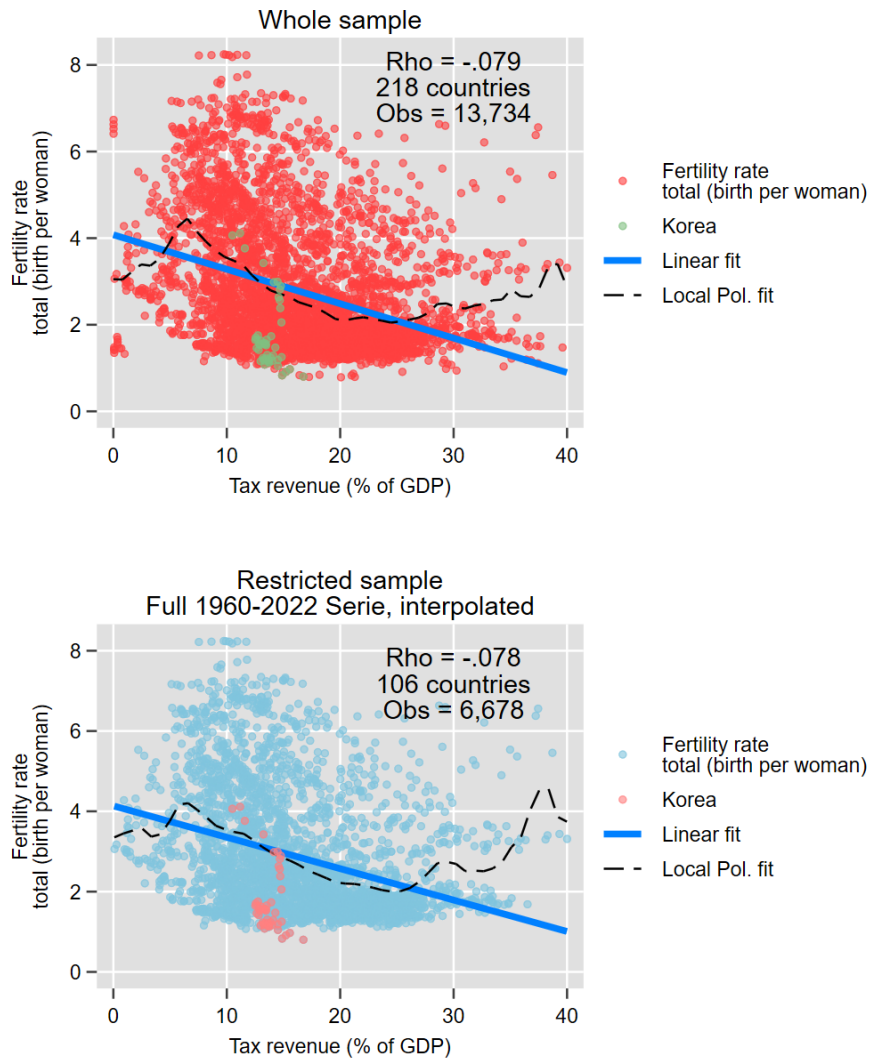 Whole sample
Rho = -.079
218 countries
Obs = 13,734
8
6
4
2
0
Fertility rate
total (birth per woman)
0 10 20 30 40
Tax revenue (% of GDP)
Fertility rate
total (birth per woman)
Korea
Linear fit
Local Pol. fit
Restricted sample
Full 1960-2022 Serie, interpolated
Rho = -.078
106 countries
Obs = 6,678
8
6
4
2
0
Fertility rate
total (birth per woman)
0 10 20 30 40
Tax revenue (% of GDP)
Fertility rate
total (birth per woman)
Korea
Linear fit
Local Pol. fit